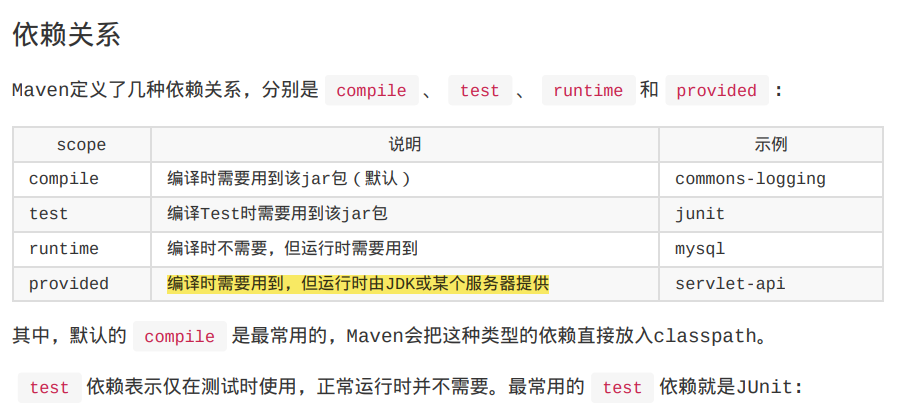 依赖关系
Maven定义了几种依赖关系，分别是 compile 、 test 、 runtime 和 provided ：
scope 说明 示例
compile 编译时需要用到该jar包（默认） commons-logging
test 编译Test时需要用到该jar包 junit
runtime 编译时不需要，但运行时需要用到 mysql
provided 编译时需要用到，但运行时由JDK或某个服务器提供 servlet-api
其中，默认的 compile 是最常用的，Maven会把这种类型的依赖直接放入classpath。
test 依赖表示仅在测试时使用，正常运行时并不需要。最常用的 test 依赖就是JUnit：